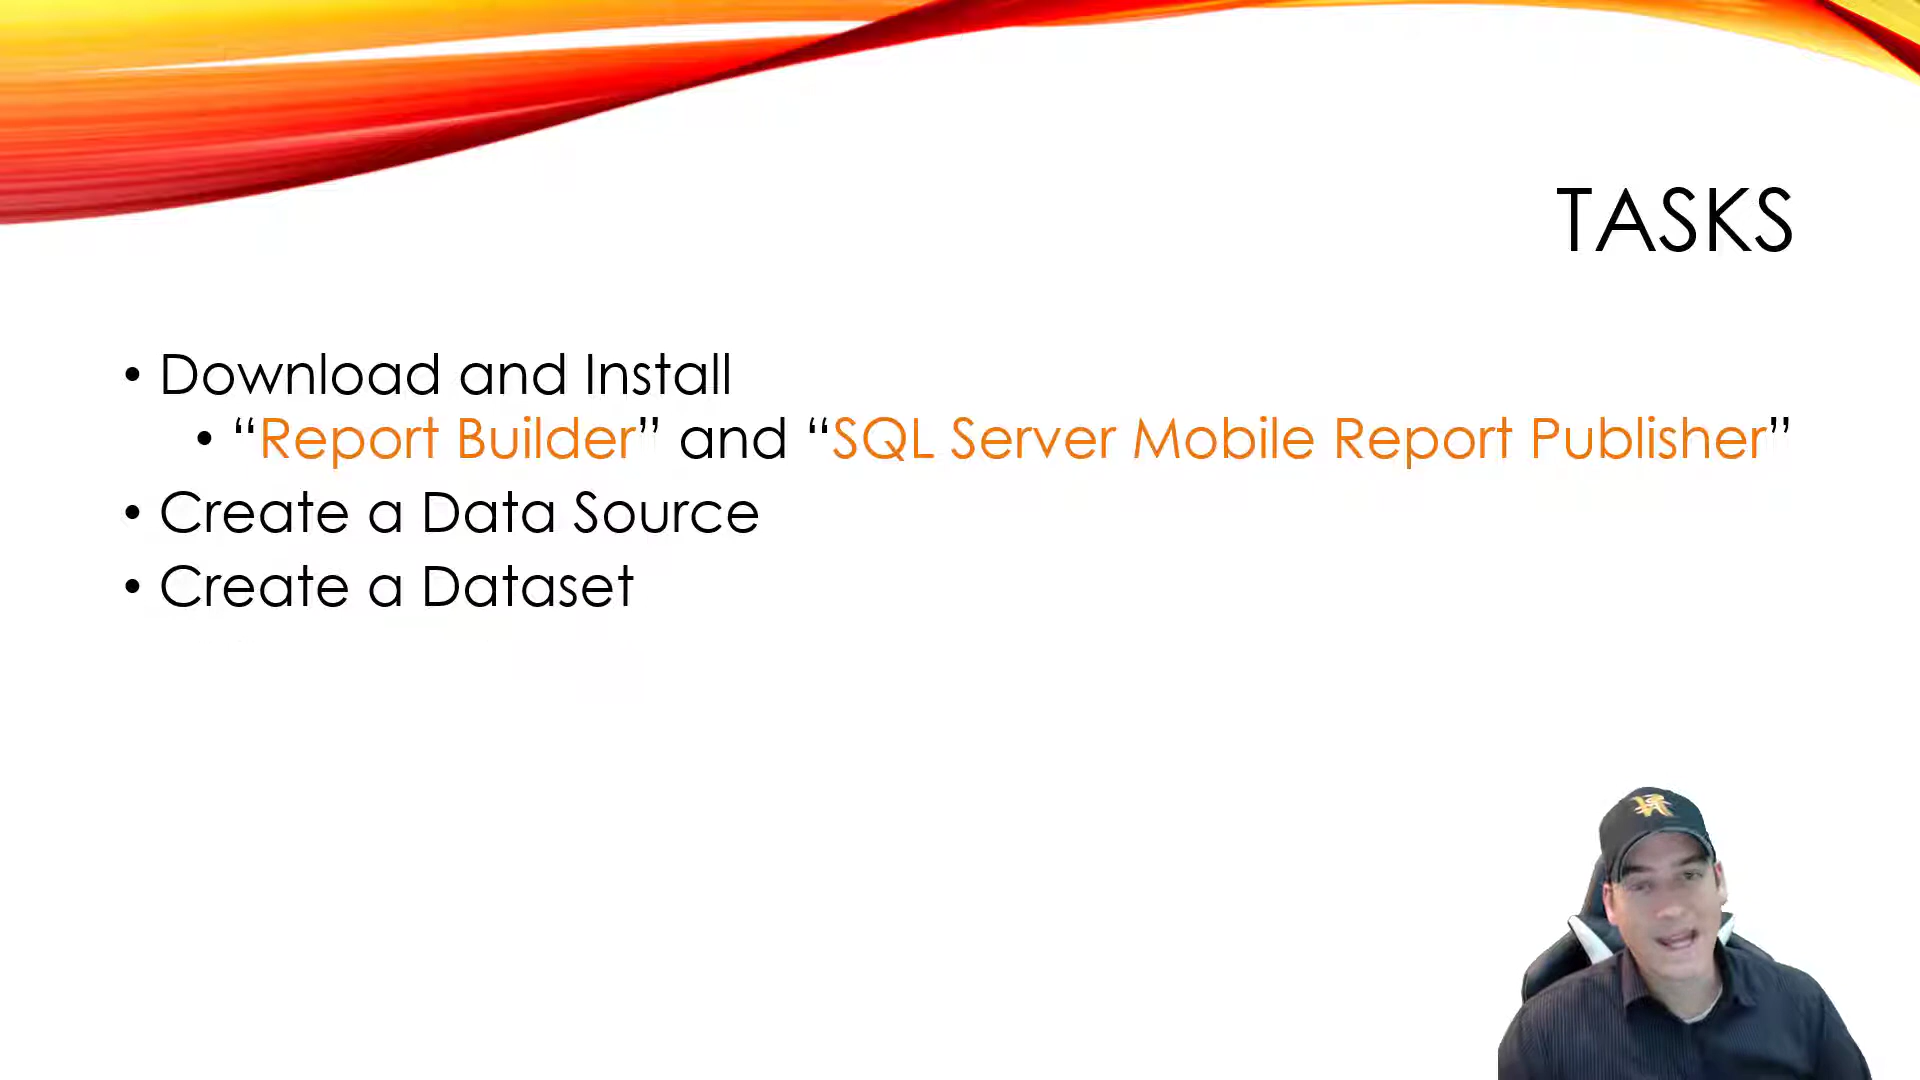 TASKS
• Download and Install
• “Report Builder” and “SQL Server Mobile Report Publisher”
• Create a Data Source
• Create a Dataset